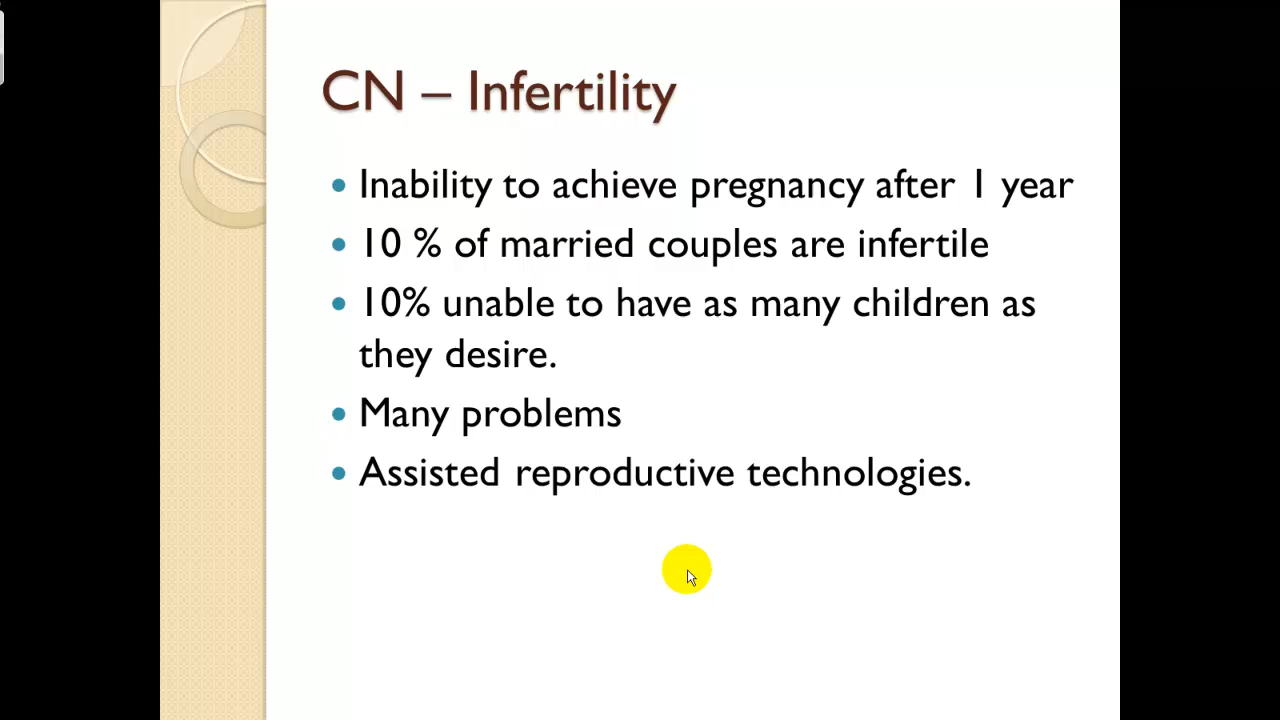 CN – Infertility
• Inability to achieve pregnancy after 1 year
• 10 % of married couples are infertile
• 10% unable to have as many children as
they desire.
• Many problems
• Assisted reproductive technologies.